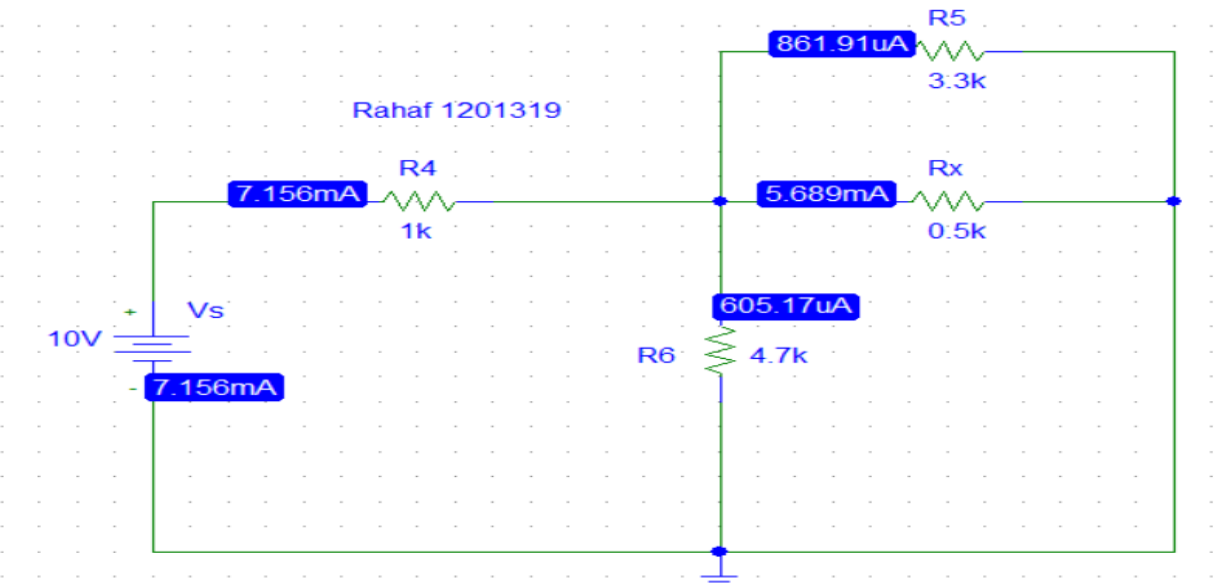 R5
861.91uA
3.3k
Rahaf 1201319
R4
Rx
7.156mA
5.689mA
1k
0.5k
605.17uA
+
Vs
10V
R6
4.7k
-
7.156mA